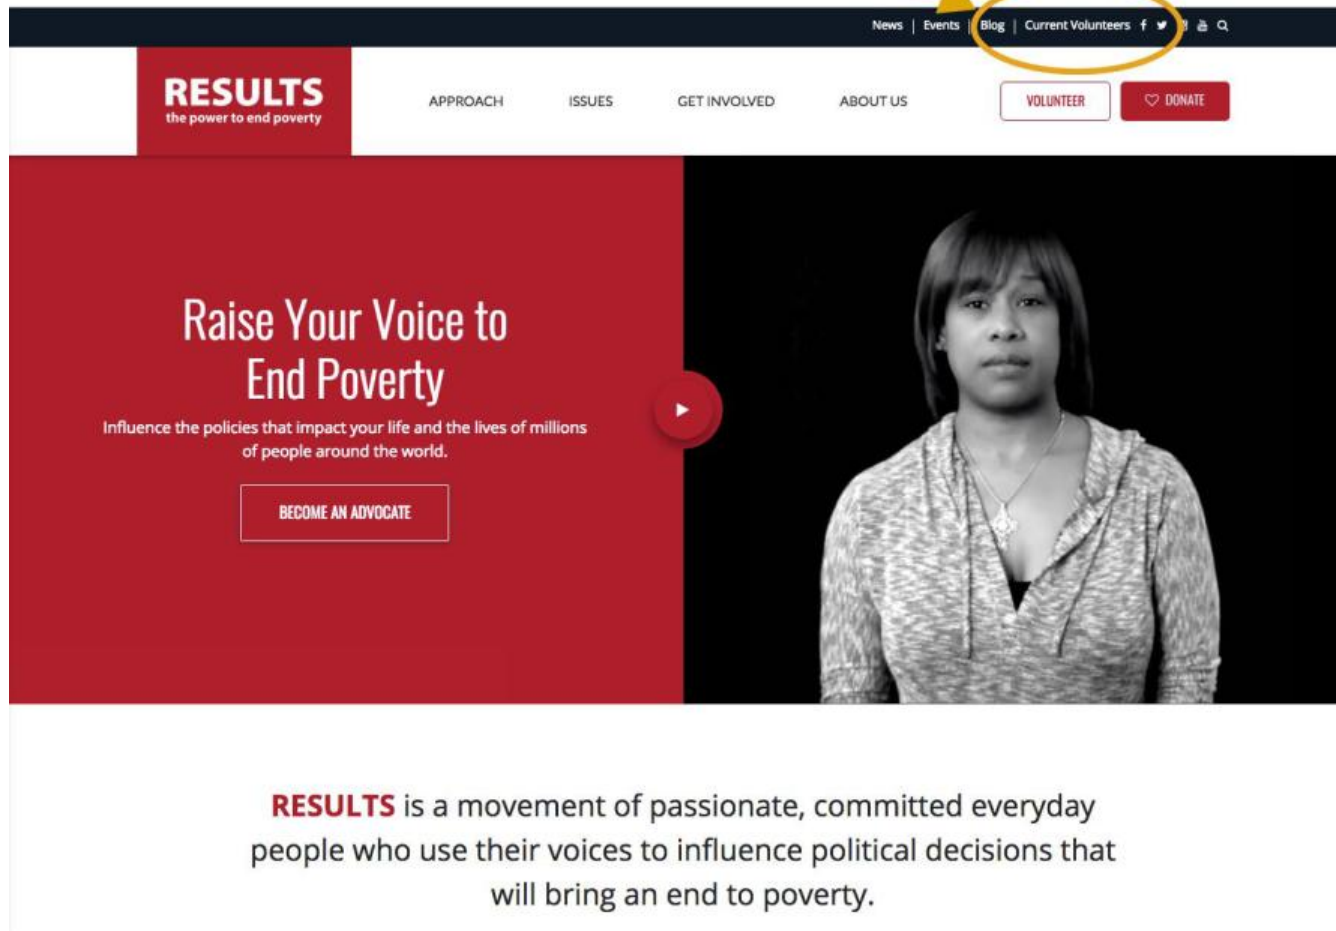 News | Events | Blog | Current Volunteers
RESULTS
the power to end poverty
APPROACH
ISSUES
GET INVOLVED
ABOUT US
VOLUNTEER
DONATE
Raise Your Voice to
End Poverty
Influence the policies that impact your life and the lives of millions
of people around the world.
BECOME AN ADVOCATE
RESULTS is a movement of passionate, committed everyday
people who use their voices to influence political decisions that
will bring an end to poverty.